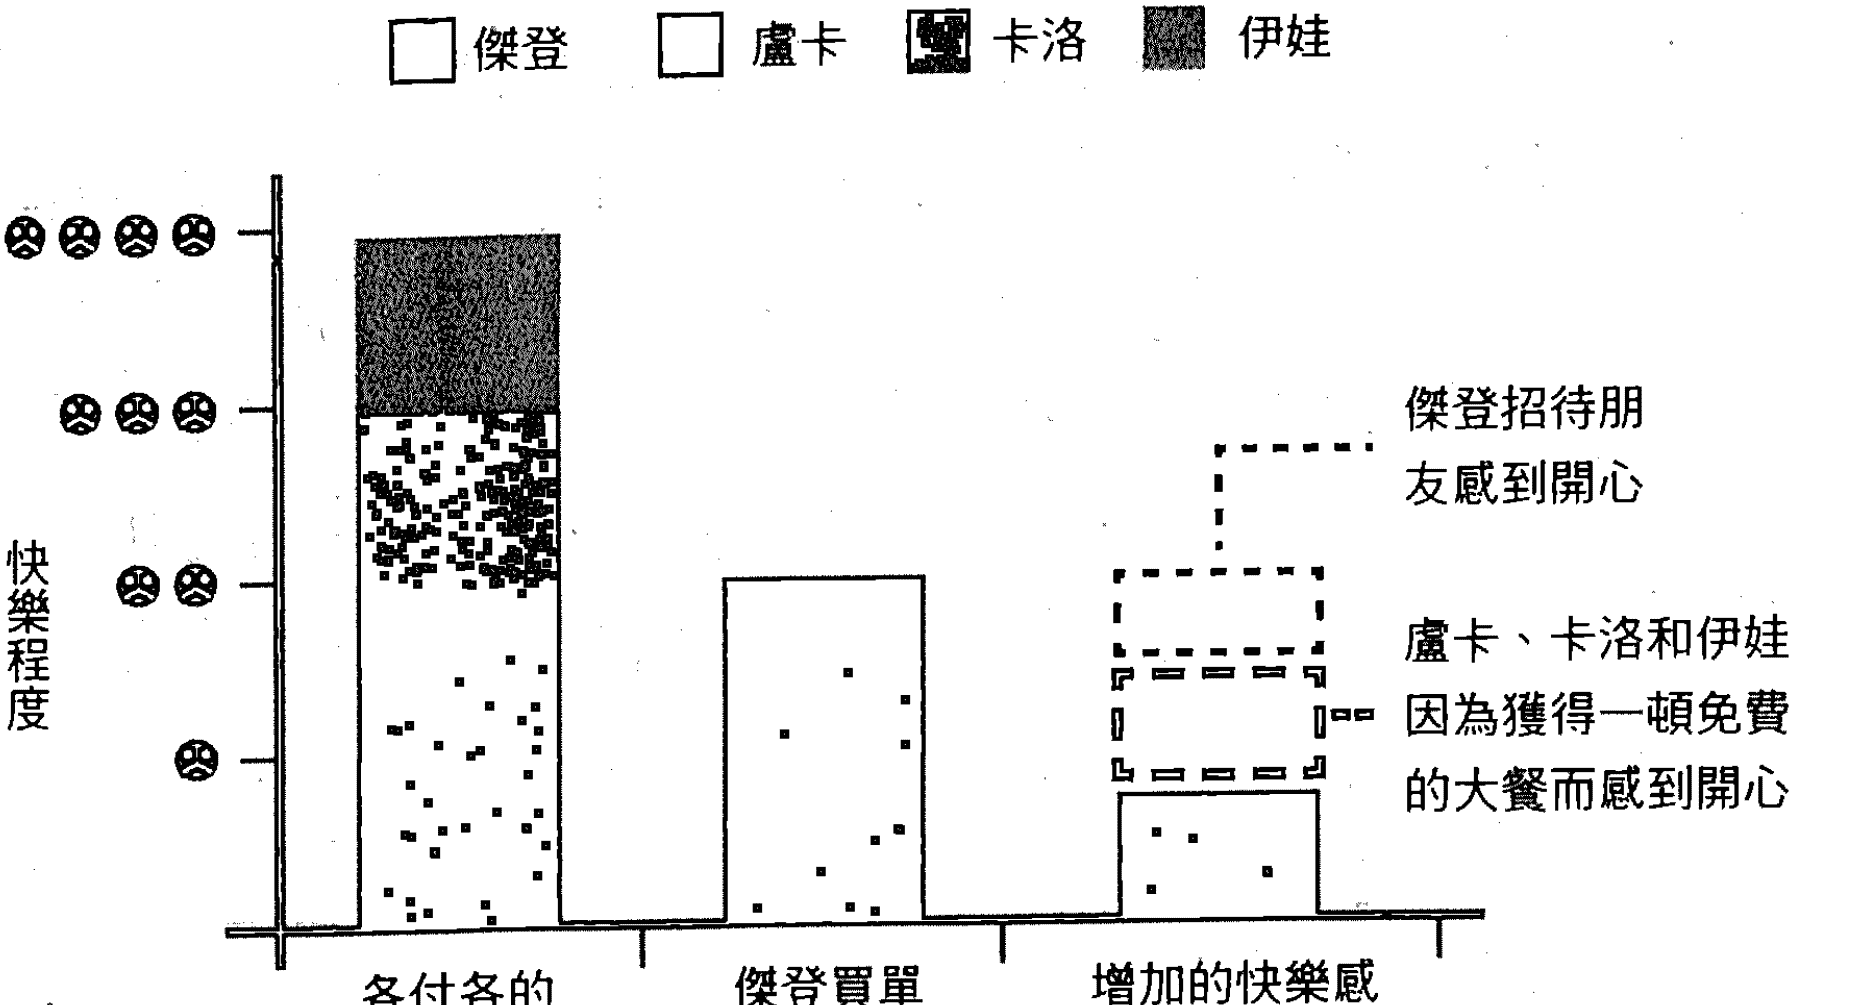 傑登 盧卡 卡洛 伊娃
快樂程度
傑登招待朋
友感到開心
盧卡、卡洛和伊娃
因為獲得一頓免費
的大餐而感到開心
各付各的 傑登買單 增加的快樂感